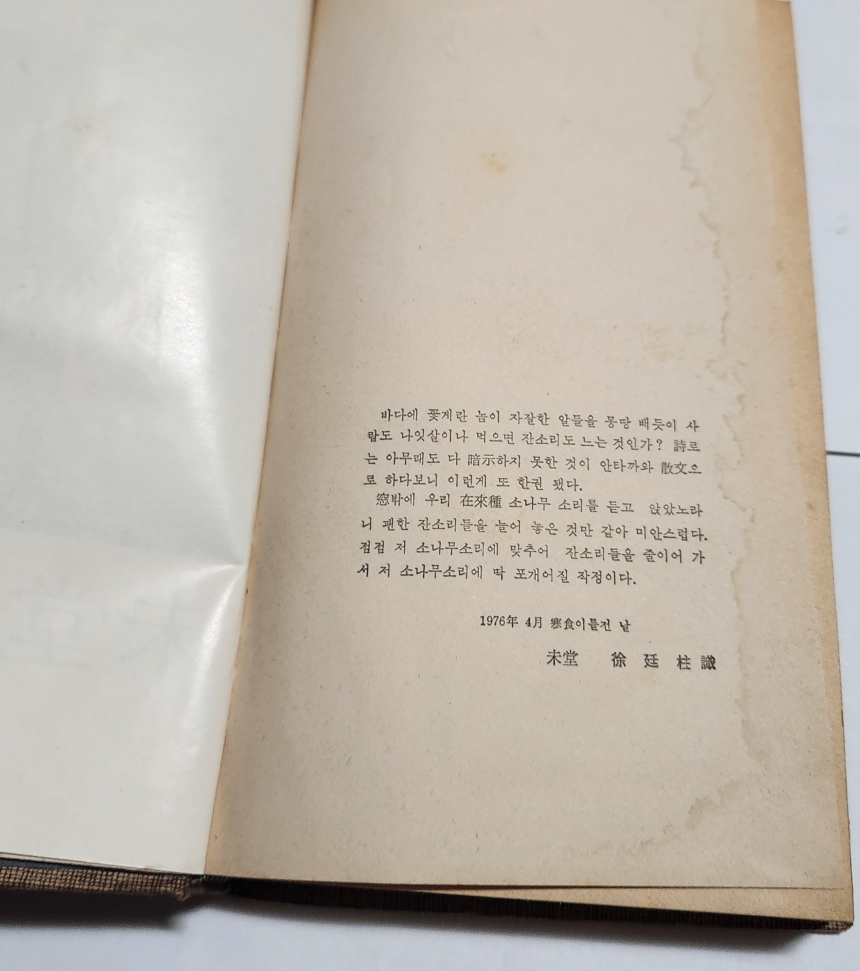 바다에 꽃게란 놈이 자잘한 알들을 몽땅 배듯이 사
람도 나잇살이나 먹으면 잔소리도 느는 것인가? 詩로
는 아무래도 다 暗示하지 못한 것이 안타까와 散文으
로 하다보니 이런게 또 한권 됐다.
窓밖에 우리 在來種 소나무 소리를 듣고 앉았노라
니 괜한 잔소리들을 늘어 놓은 것만 같아 미안스럽다.
점점 저 소나무소리에 맞추어 잔소리들을 줄이어 가
서 저 소나무소리에 딱 포개어질 작정이다.
1976年 4月 寒食이틀전 날
未堂 徐廷柱 識